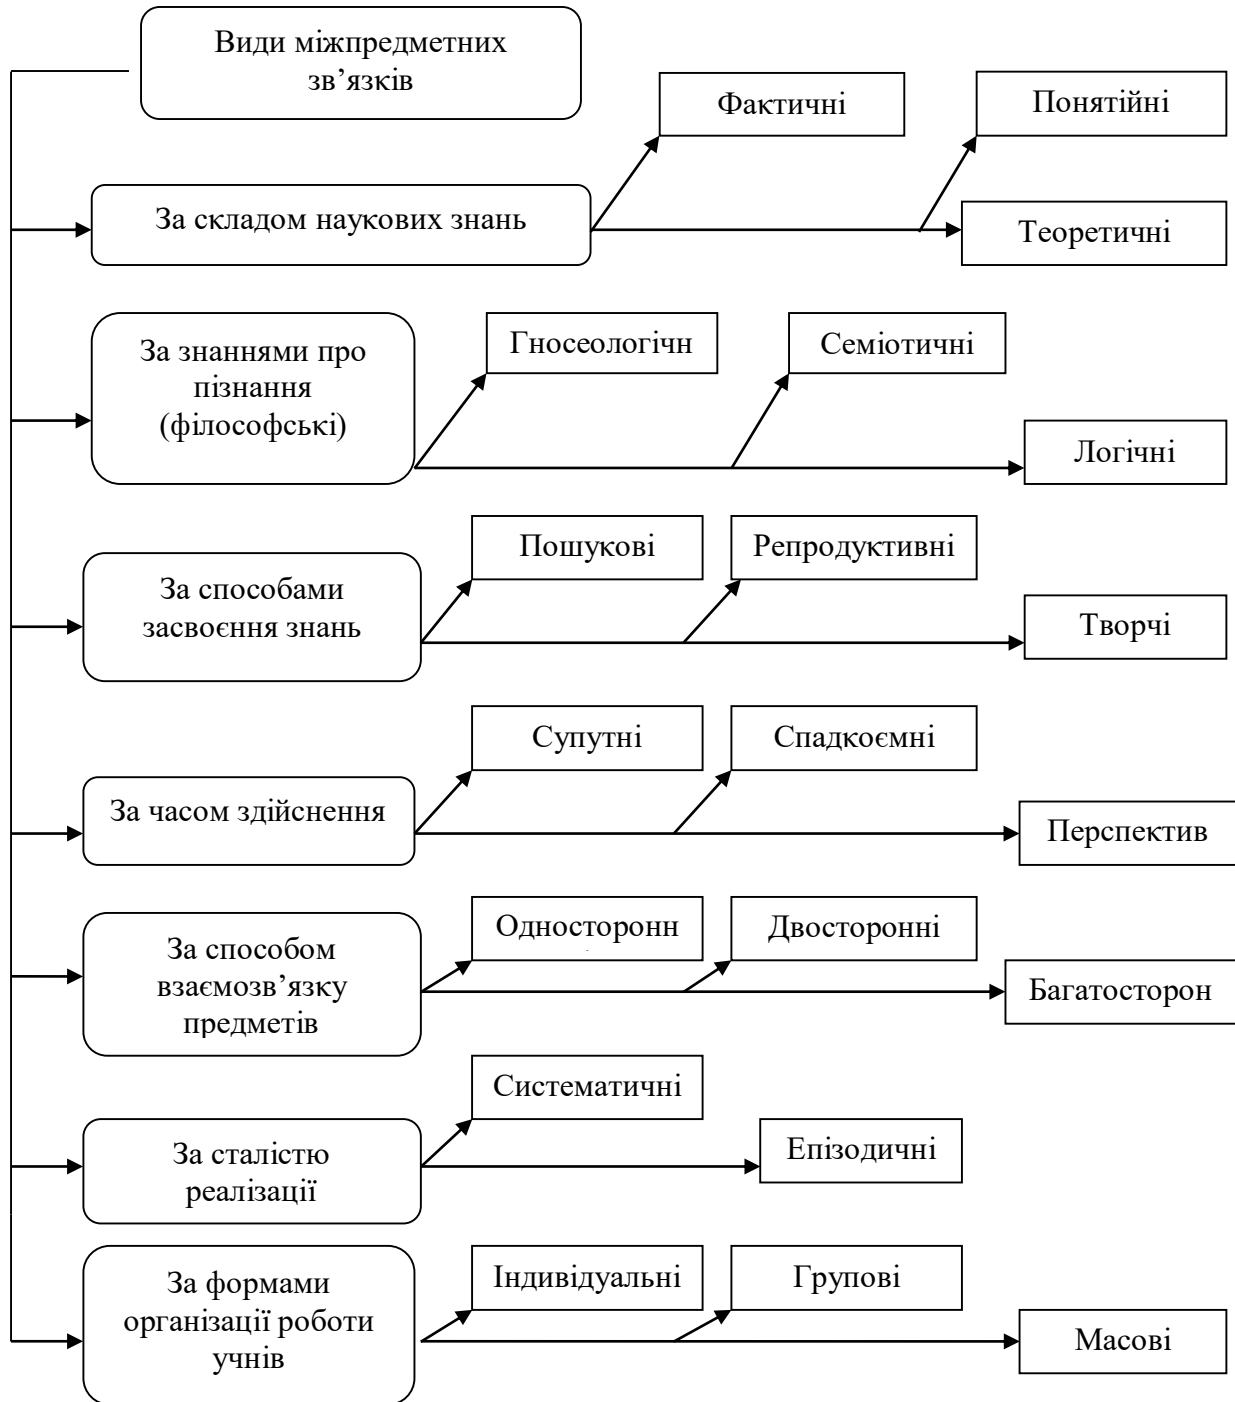 Види міжпредметних
зв’язків
Фактичні
Понятійні
За складом наукових знань
Теоретичні
За знаннями про
пізнання
(філософські)
Гносеологічн
Семіотичні
Логічні
За способами
засвоєння знань
Пошукові
Репродуктивні
Творчі
За часом здійснення
Супутні
Спадкоємні
Перспектив
За способом
взаємозв’язку
предметів
Односторонн
Двосторонні
Багатосторон
За сталістю
реалізації
Систематичні
Епізодичні
За формами
організації роботи
учнів
Індивідуальні
Групові
Масові